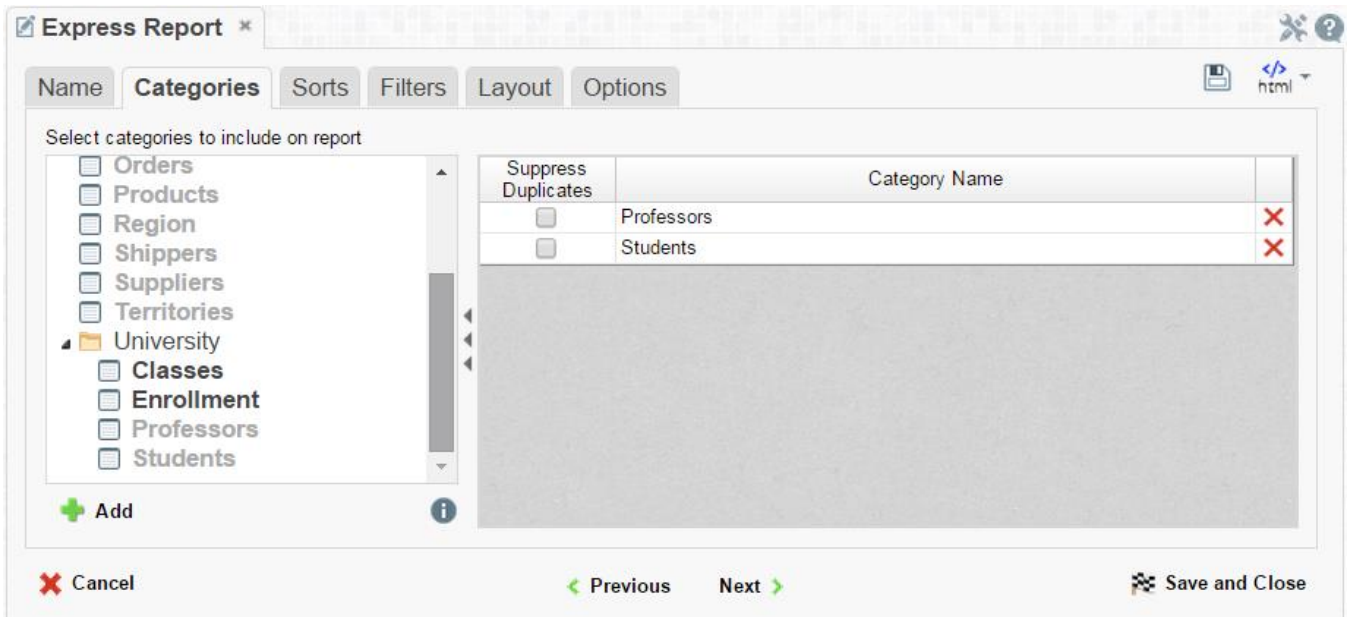 Express Report
Name Categories Sorts Filters Layout Options
</>
html
Select categories to include on report
Orders
Products
Region
Shippers
Suppliers
Territories
University
Classes
Enrollment
Professors
Students
Add
Suppress
Duplicates
Category Name
Professors
Students
Cancel
Previous
Next
Save and Close